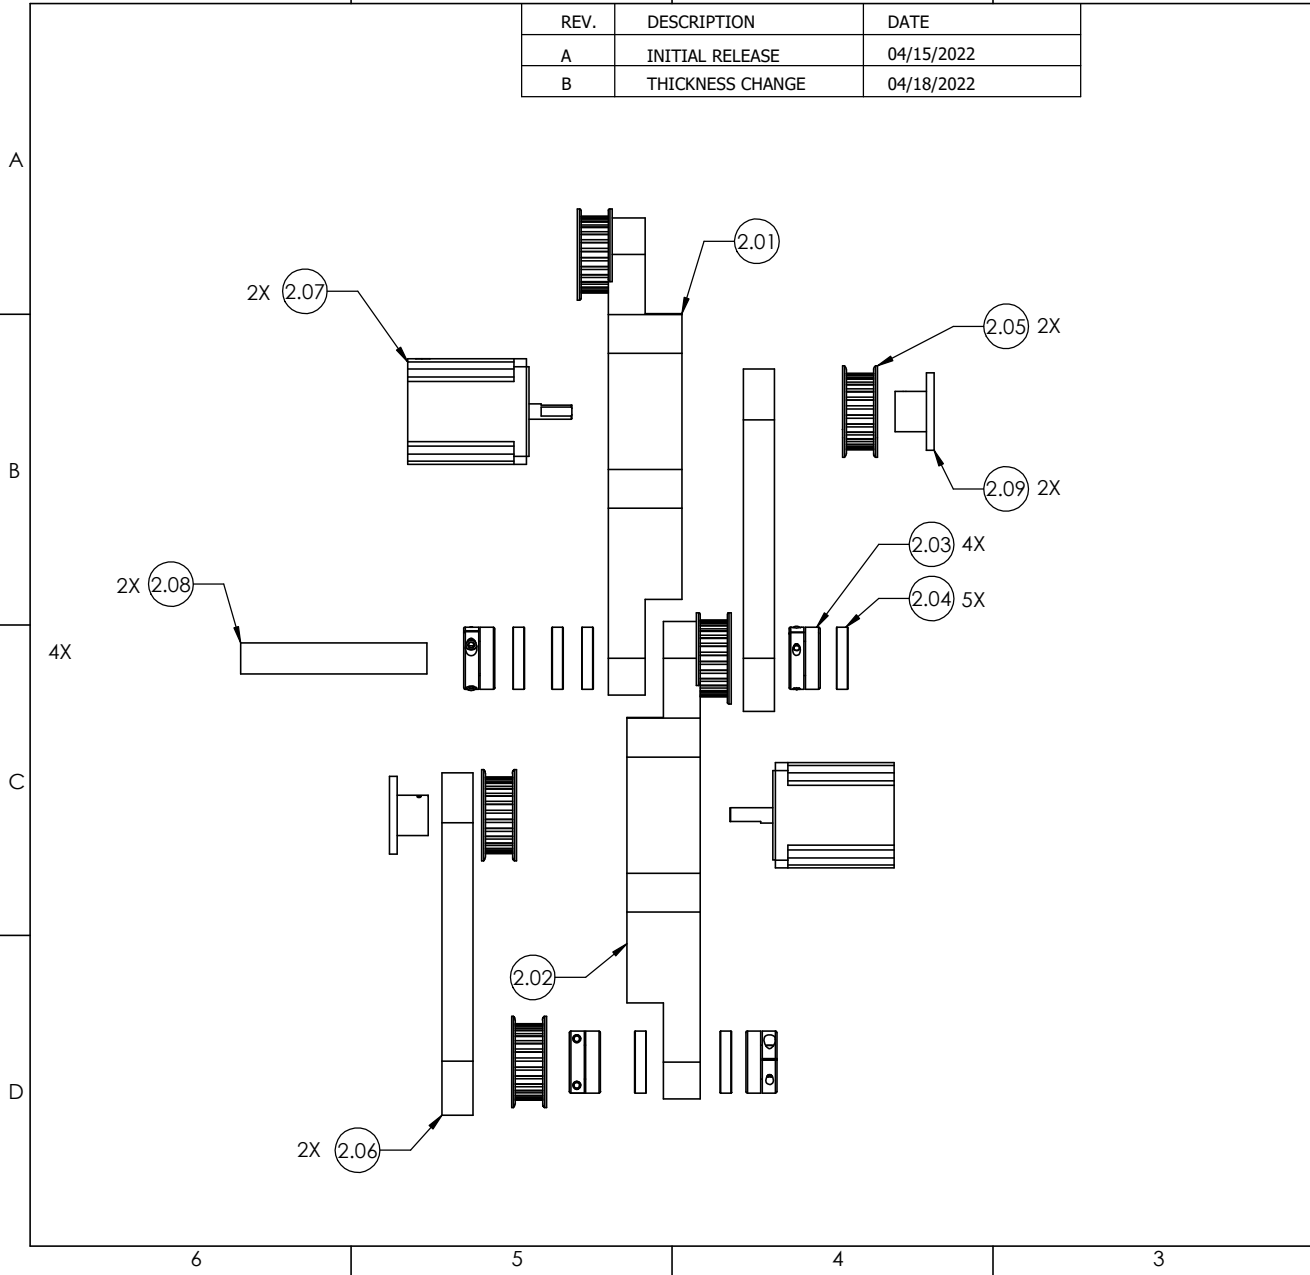 REV. DESCRIPTION DATE
A INITIAL RELEASE 04/15/2022
B THICKNESS CHANGE 04/18/2022
A
2.01
2X 2.07
2.05 2X
B
2.09 2X
2.03 4X
2X 2.08
2.04 5X
4X
C
2.02
D
2X 2.06
6 5 4 3